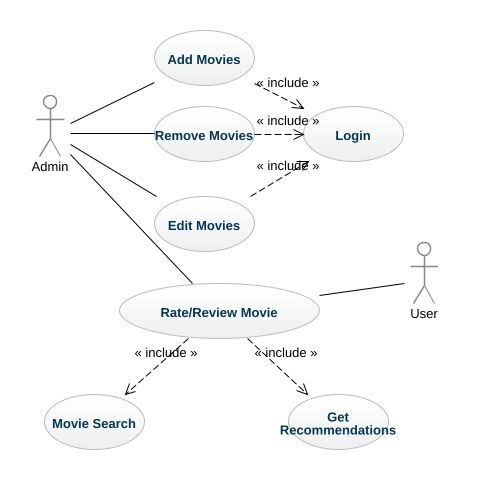 Add Movies
« include »
« include »
Remove Movies
Login
Admin
« include »
Edit Movies
Rate/Review Movie
User
« include »
« include »
Movie Search
Get
Recommendations